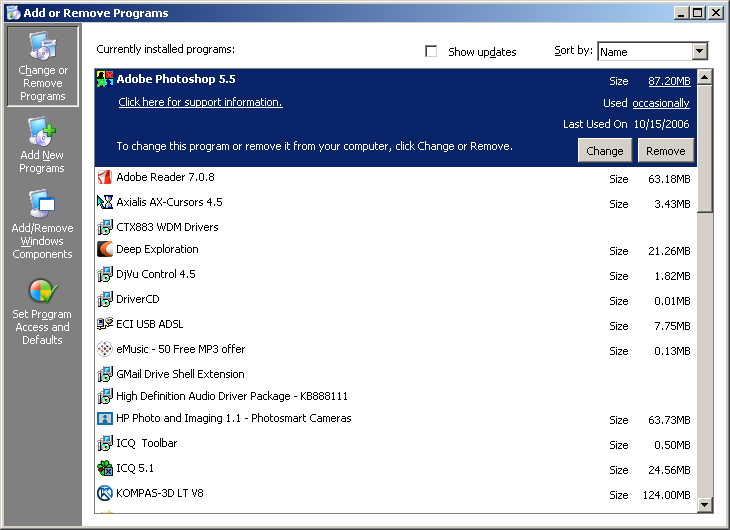 Add or Remove Programs
Currently installed programs:
Show updates
Sort by: Name
Change or
Remove
Programs
Add New
Programs
Add/Remove
Windows
Components
Set Program
Access and
Defaults
Adobe Photoshop 5.5 Size 87.20MB
Click here for support information. Used occasionally
Last Used On 10/15/2006
To change this program or remove it from your computer, click Change or Remove. Change Remove
Adobe Reader 7.0.8 Size 63.18MB
Axialis AX-Cursors 4.5 Size 3.43MB
CTX883 WDM Drivers
Deep Exploration Size 21.26MB
DjVu Control 4.5 Size 1.82MB
DriverCD Size 0.01MB
ECI USB ADSL Size 7.75MB
eMusic - 50 Free MP3 offer Size 0.13MB
GMail Drive Shell Extension
High Definition Audio Driver Package - KB888111
HP Photo and Imaging 1.1 - Photosmart Cameras Size 63.73MB
ICQ Toolbar Size 0.50MB
ICQ 5.1 Size 24.56MB
KOMPAS-3D LT V8 Size 124.00MB